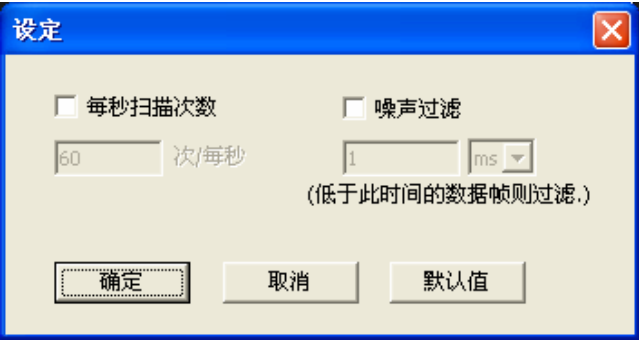 设定
每秒扫描次数 噪声过滤
60 次/每秒 1 ms
(低于此时间的数据帧则过滤.)
确定 取消 默认值